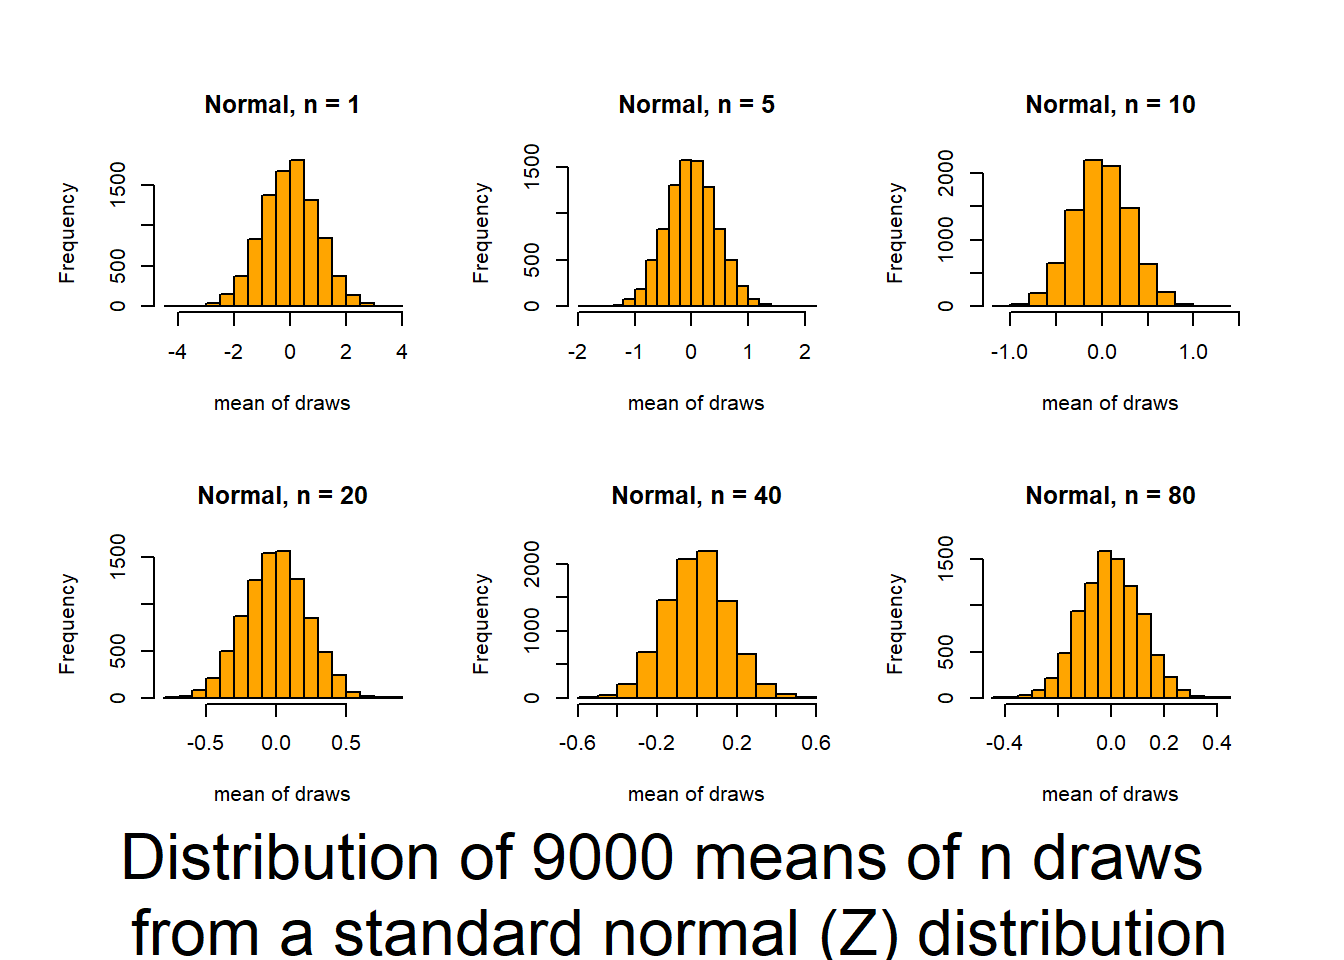 Normal, n = 1
Normal, n = 5
Normal, n = 10
Frequency
0
500
1500
-4
-2
0
2
4
mean of draws
Frequency
0
500
1500
-2
-1
0
1
2
mean of draws
Frequency
0
1000
2000
-1.0
0.0
1.0
mean of draws
Normal, n = 20
Normal, n = 40
Normal, n = 80
Frequency
0
500
1500
-0.5
0.0
0.5
mean of draws
Frequency
0
1000
2000
-0.6
-0.2
0.2
0.6
mean of draws
Frequency
0
500
1500
-0.4
0.0
0.2
0.4
mean of draws
Distribution of 9000 means of n draws
from a standard normal (Z) distribution